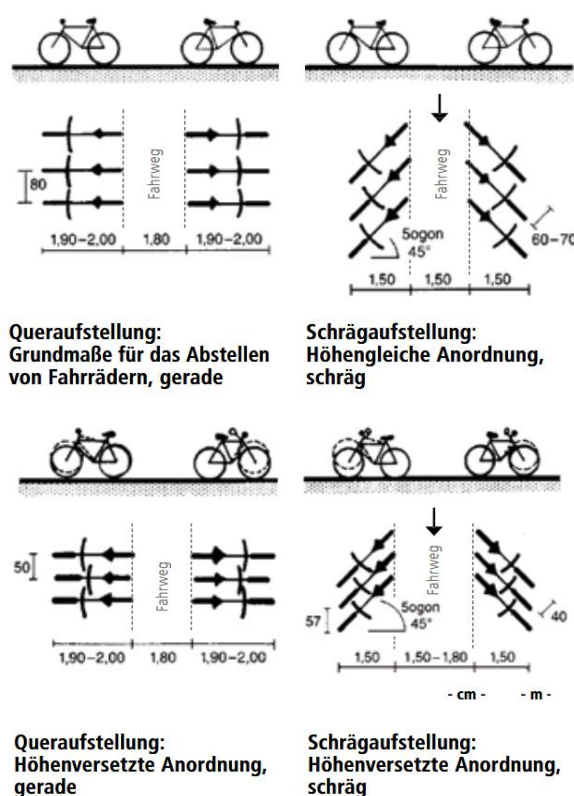 80
Fahrweg
1,90–2,00 1,80 1,90–2,00
Queraufstellung:
Grundmaße für das Abstellen
von Fahrrädern, gerade
Fahrweg
50gon
45°
60–70
1,50 1,50 1,50
Schrägaufstellung:
Höhengleiche Anordnung,
schräg
50
Fahrweg
1,90–2,00 1,80 1,90–2,00
Queraufstellung:
Höhenversetzte Anordnung,
gerade
Fahrweg
57
50gon
45°
40
1,50 1,50–1,80 1,50
- cm - - m -
Schrägaufstellung:
Höhenversetzte Anordnung,
schräg